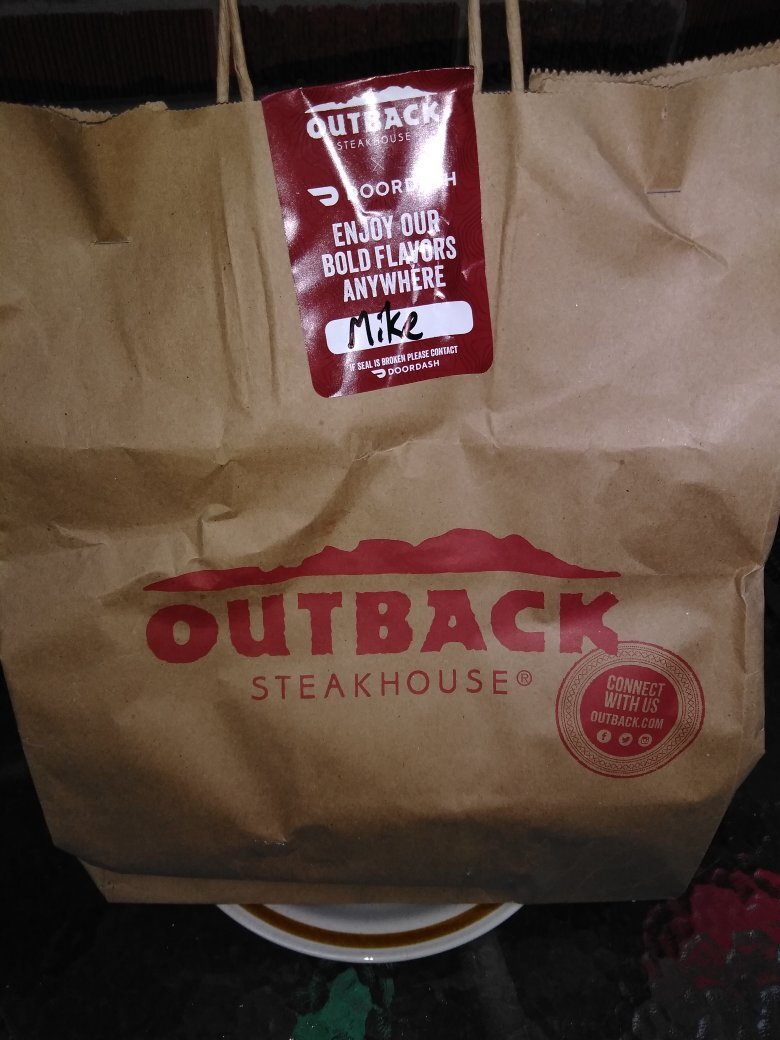 OUTBACK
STEAKHOUSE
X
DOORDASH
ENJOY OUR
BOLD FLAVORS
ANYWHERE
Mike
IF SEAL IS BROKEN PLEASE CONTACT
DOORDASH
OUTBACK
STEAKHOUSE®
CONNECT
WITH US
OUTBACK.COM